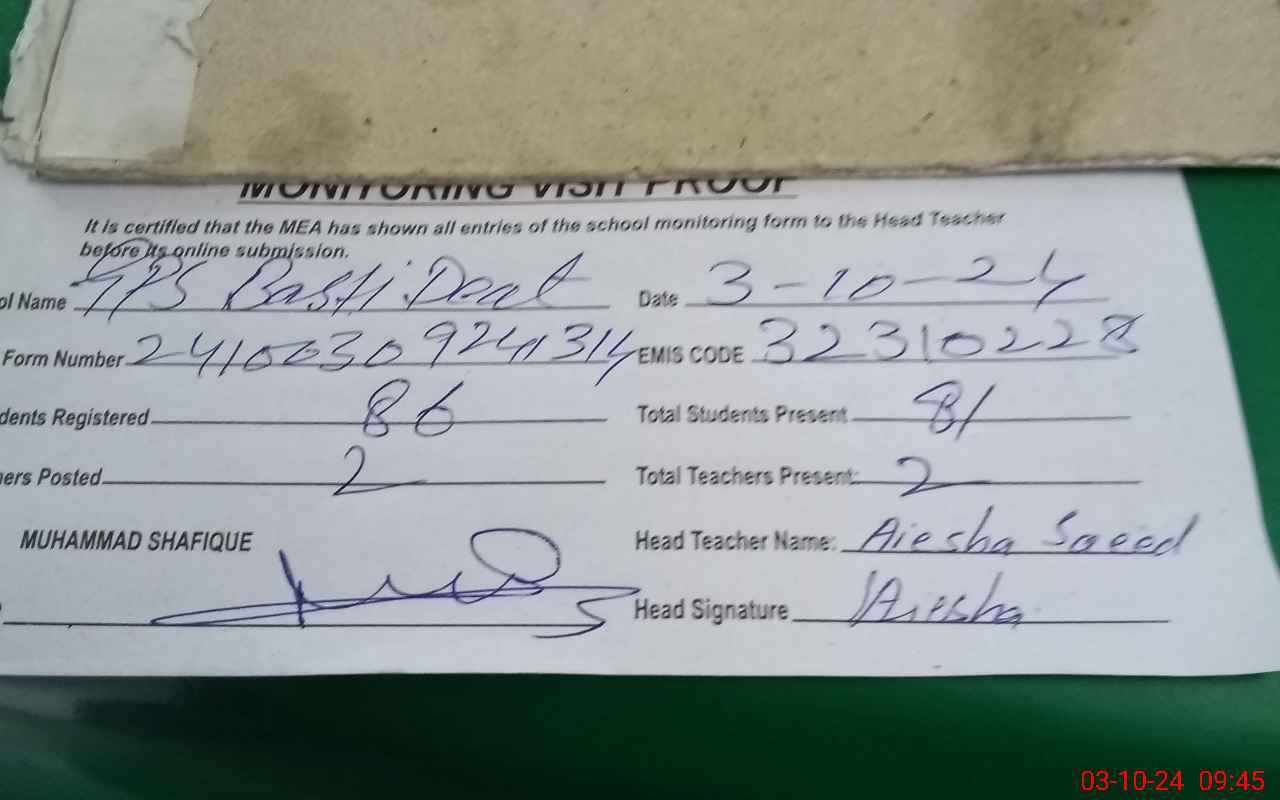 MONITORING VISIT PROOF
It is certified that the MEA has shown all entries of the school monitoring form to the Head Teacher
before its online submission.
ol Name GPS Basti Date 3-10-24
Form Number 24100309241314 EMIS CODE 32310228
dents Registered 86 Total Students Present 81
ers Posted 2 Total Teachers Present: 2
MUHAMMAD SHAFIQUE Head Teacher Name: Aiesha Saeed
Head Signature Aiesha
03-10-24 09:45